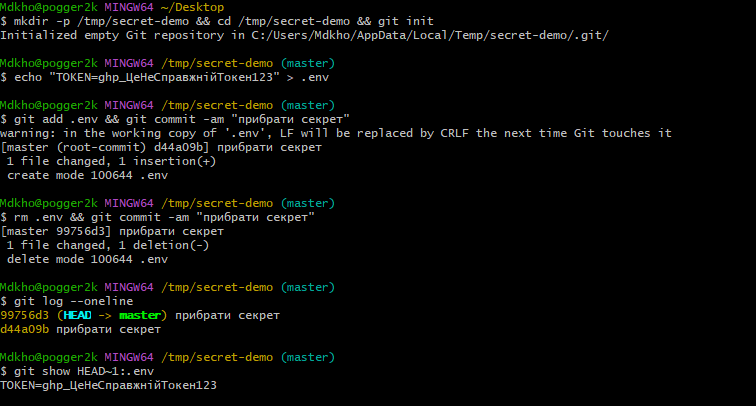 Mdkho@pogger2k MINGW64 ~/Desktop
$ mkdir -p /tmp/secret-demo && cd /tmp/secret-demo && git init
Initialized empty Git repository in C:/Users/Mdkho/AppData/Local/Temp/secret-demo/.git/
Mdkho@pogger2k MINGW64 /tmp/secret-demo (master)
$ echo "TOKEN=ghp_ЦеНеСправжнійТокен123" > .env
Mdkho@pogger2k MINGW64 /tmp/secret-demo (master)
$ git add .env && git commit -am "прибрати секрет"
warning: in the working copy of '.env', LF will be replaced by CRLF the next time Git touches it
[master (root-commit) d44a09b] прибрати секрет
1 file changed, 1 insertion(+)
create mode 100644 .env
Mdkho@pogger2k MINGW64 /tmp/secret-demo (master)
$ rm .env && git commit -am "прибрати секрет"
[master 99756d3] прибрати секрет
1 file changed, 1 deletion(-)
delete mode 100644 .env
Mdkho@pogger2k MINGW64 /tmp/secret-demo (master)
$ git log --oneline
99756d3 (HEAD -> master) прибрати секрет
d44a09b прибрати секрет
Mdkho@pogger2k MINGW64 /tmp/secret-demo (master)
$ git show HEAD~1:.env
TOKEN=ghp_ЦеНеСправжнійТокен123